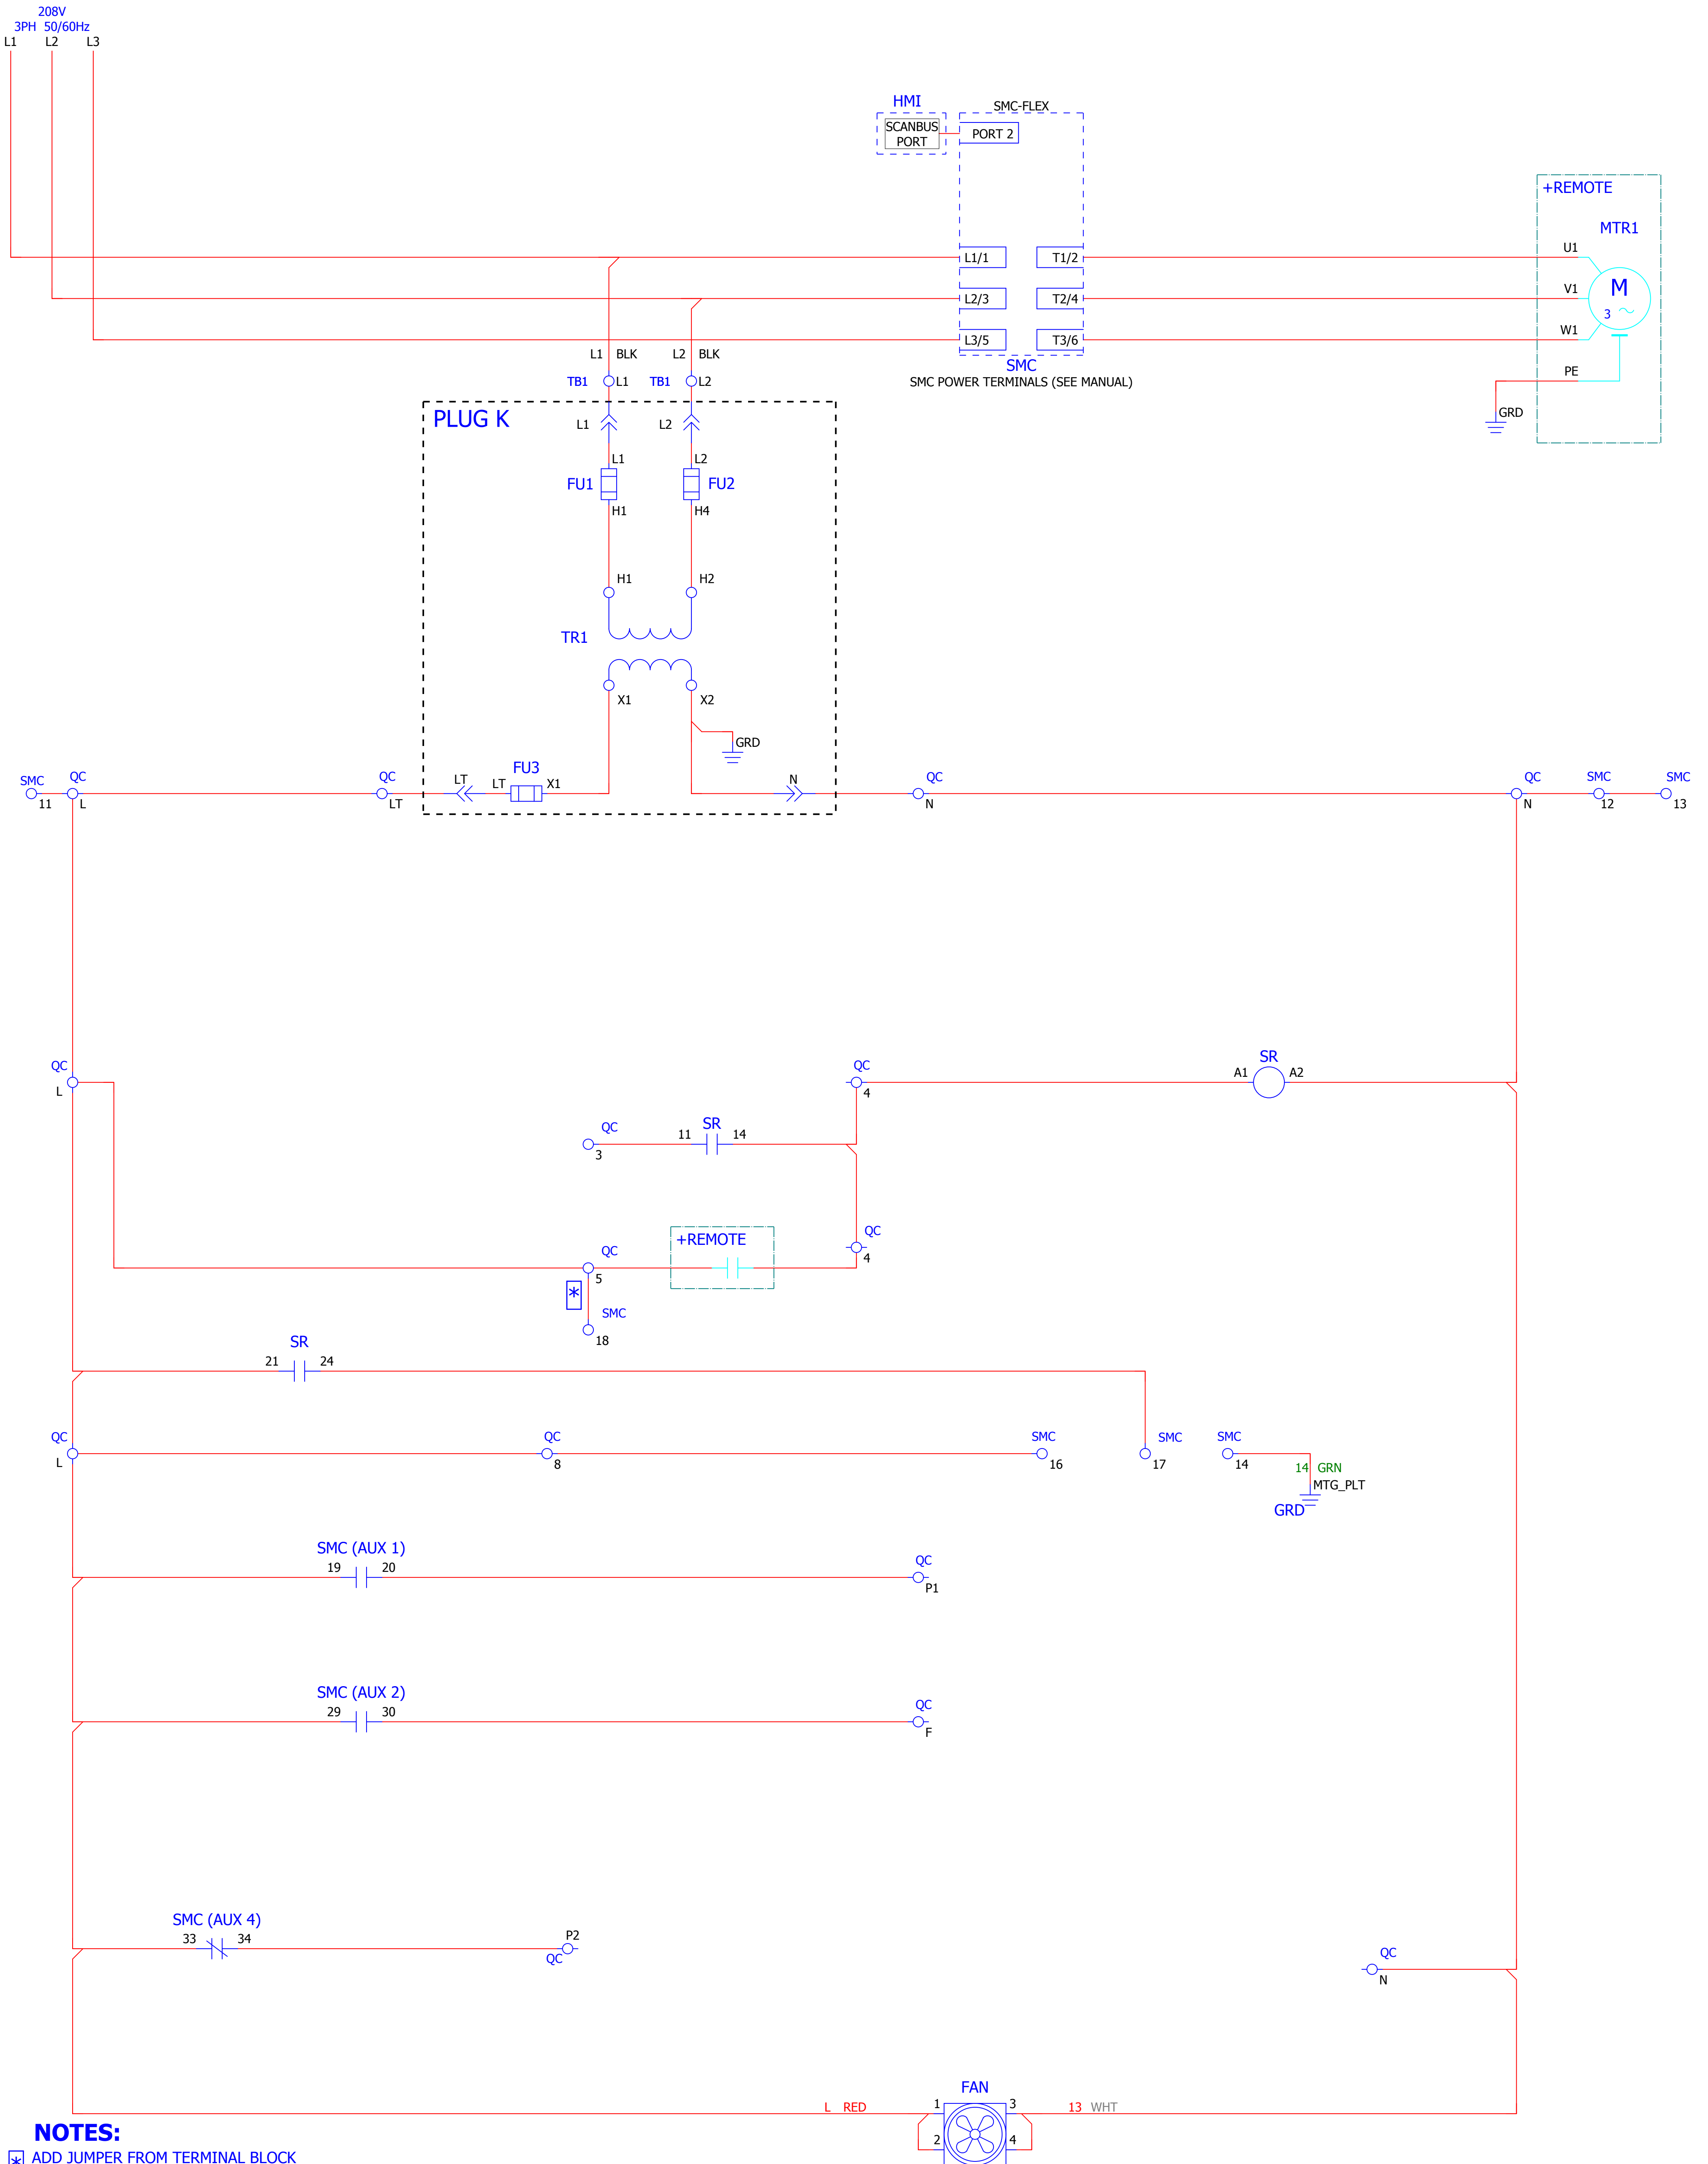 208V
3PH 50/60Hz
L1 L2 L3
HMI
SCANBUS
PORT
SMC-FLEX
PORT 2
+REMOTE
MTR1
L1/1 T1/2 U1
L2/3 T2/4 V1
M
3
L3/5 T3/6 W1
SMC
SMC POWER TERMINALS (SEE MANUAL)
PE
GRD
L1 BLK L2 BLK
TB1 L1 TB1 L2
PLUG K
L1 L2
L1 L2
FU1 FU2
H1 H4
H1 H2
TR1
X1 X2
GRD
SMC QC QC FU3 QC QC SMC SMC
LT LT X1 N
11 L LT N N 12 13
QC QC SR
A1 A2
L 4
QC SR
11 14
3
QC QC
+REMOTE
4
5
*
SMC
18
SR
21 24
QC QC SMC SMC SMC
L 8 16 17 14
14 GRN
MTG_PLT
GRD
SMC (AUX 1)
19 20 QC
P1
SMC (AUX 2)
29 30 QC
F
SMC (AUX 4)
33 34 P2
QC
QC
N
FAN
L RED 1 3 13 WHT
2 4
NOTES:
* ADD JUMPER FROM TERMINAL BLOCK